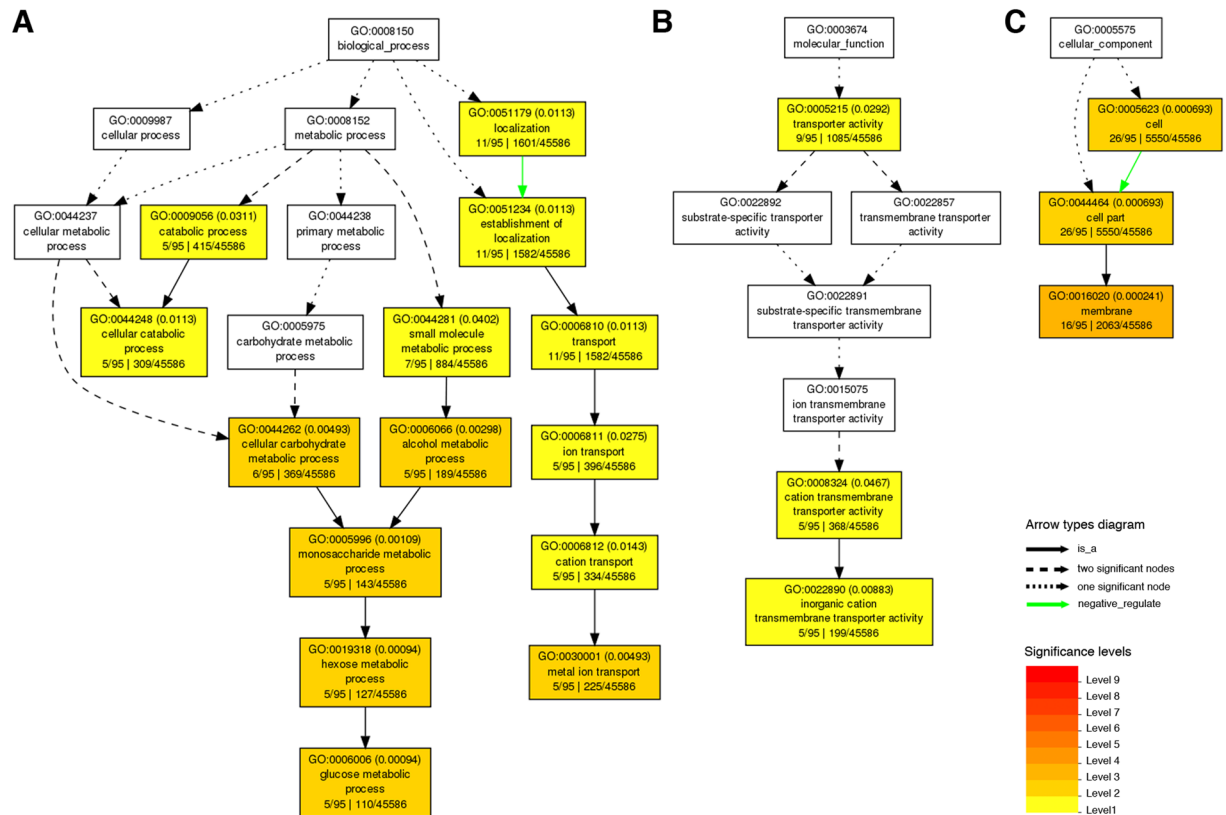 A
GO:0008150
biological_process
GO:0009987
cellular process
GO:0008152
metabolic process
GO:0051179 (0.0113)
localization
11/95 | 1601/45586
GO:0044237
cellular metabolic
process
GO:0009056 (0.0311)
catabolic process
5/95 | 415/45586
GO:0044238
primary metabolic
process
GO:0051234 (0.0113)
establishment of
localization
11/95 | 1582/45586
GO:0044248 (0.0113)
cellular catabolic
process
5/95 | 309/45586
GO:0005975
carbohydrate metabolic
process
GO:0044281 (0.0402)
small molecule
metabolic process
7/95 | 884/45586
GO:0006810 (0.0113)
transport
11/95 | 1582/45586
GO:0044262 (0.00493)
cellular carbohydrate
metabolic process
6/95 | 369/45586
GO:0006066 (0.00298)
alcohol metabolic
process
5/95 | 189/45586
GO:0006811 (0.0275)
ion transport
5/95 | 396/45586
GO:0005996 (0.00109)
monosaccharide metabolic
process
5/95 | 143/45586
GO:0006812 (0.0143)
cation transport
5/95 | 334/45586
GO:0019318 (0.00094)
hexose metabolic
process
5/95 | 127/45586
GO:0030001 (0.00493)
metal ion transport
5/95 | 225/45586
GO:0006006 (0.00094)
glucose metabolic
process
5/95 | 110/45586
B
GO:0003674
molecular_function
GO:0005215 (0.0292)
transporter activity
9/95 | 1085/45586
GO:0022892
substrate-specific transporter
activity
GO:0022857
transmembrane transporter
activity
GO:0022891
substrate-specific transmembrane
transporter activity
GO:0015075
ion transmembrane
transporter activity
GO:0008324 (0.0467)
cation transmembrane
transporter activity
5/95 | 368/45586
GO:0022890 (0.00883)
inorganic cation
transmembrane transporter activity
5/95 | 199/45586
C
GO:0005575
cellular_component
GO:0005623 (0.000693)
cell
26/95 | 5550/45586
GO:0044464 (0.000693)
cell part
26/95 | 5550/45586
GO:0016020 (0.000241)
membrane
16/95 | 2063/45586
Arrow types diagram
is_a
two significant nodes
one significant node
negative_regulate
Significance levels
Level 9
Level 8
Level 7
Level 6
Level 5
Level 4
Level 3
Level 2
Level1